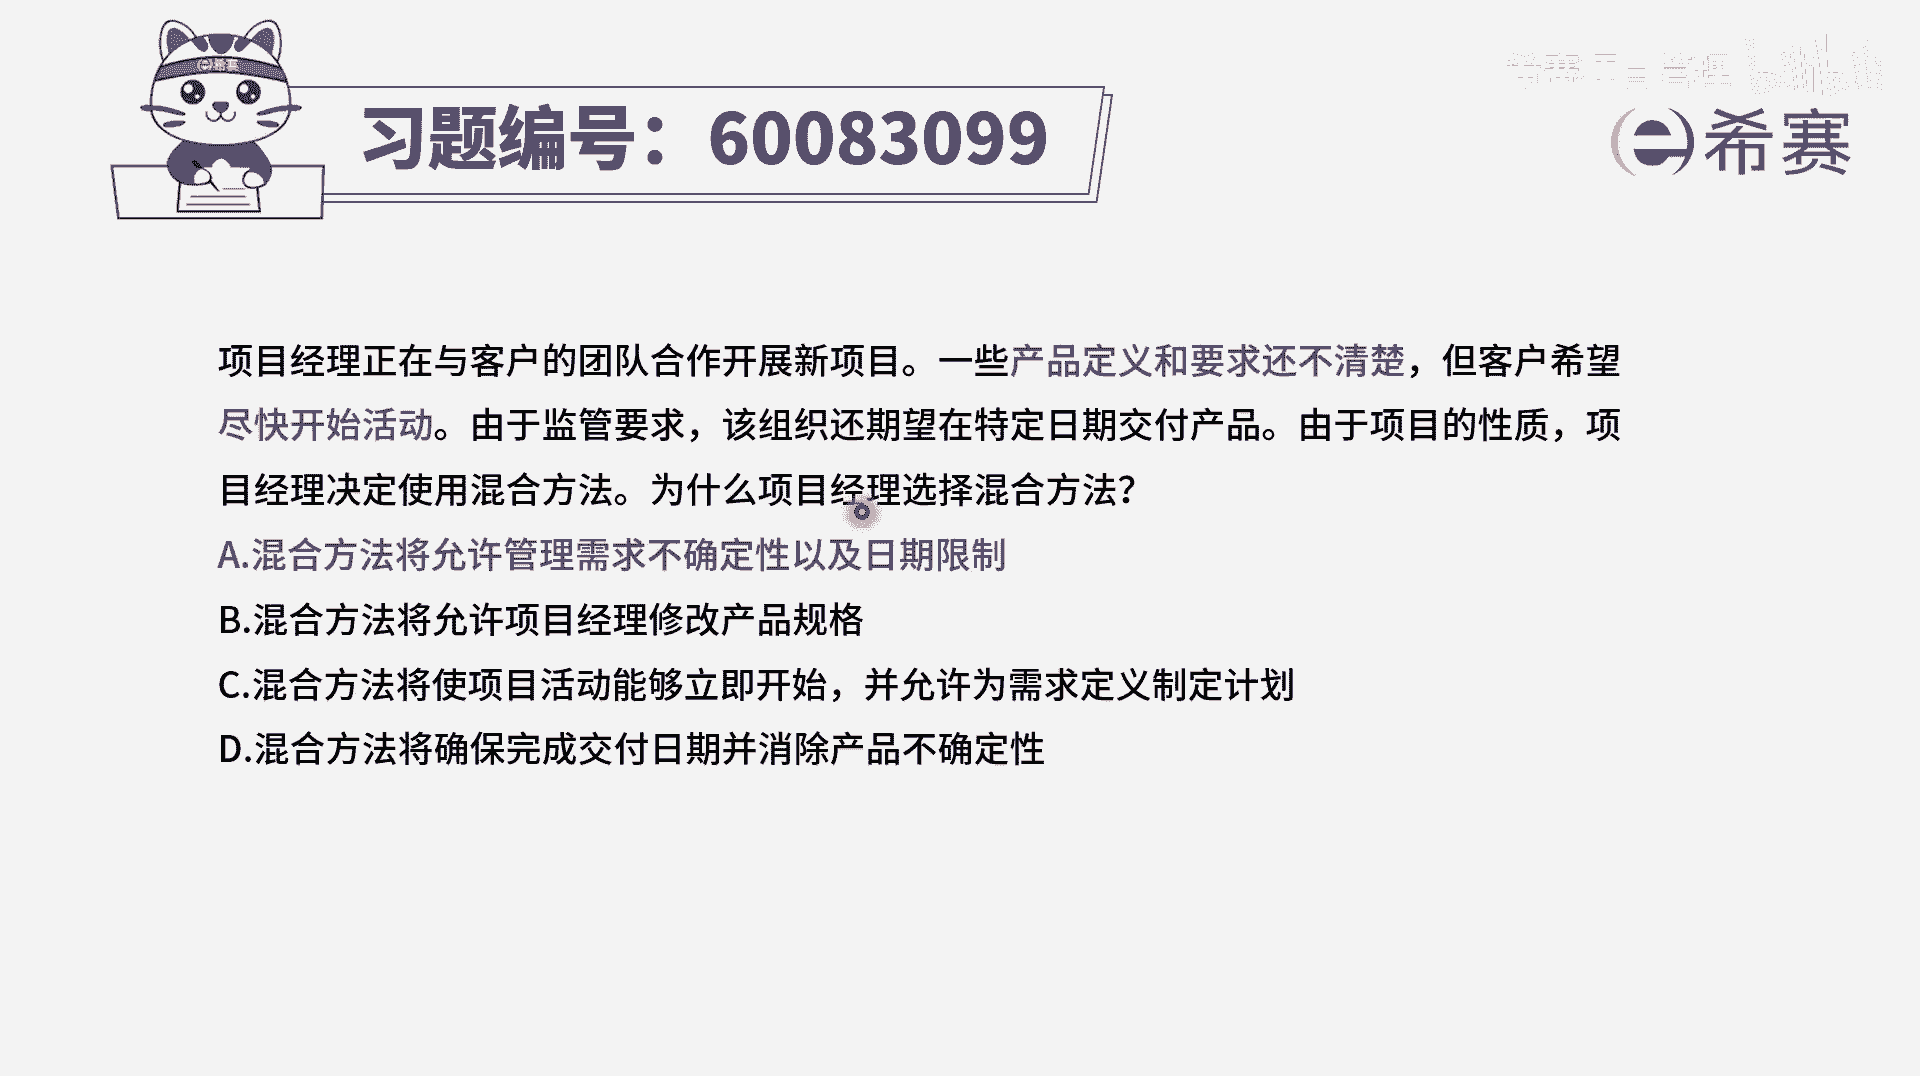 习题编号：60083099
希赛
希赛
项目经理正在与客户的团队合作开展新项目。一些产品定义和要求还不清楚，但客户希望
尽快开始活动。由于监管要求，该组织还期望在特定日期交付产品。由于项目的性质，项
目经理决定使用混合方法。为什么项目经理选择混合方法？
A.混合方法将允许管理需求不确定性以及日期限制
B.混合方法将允许项目经理修改产品规格
C.混合方法将使项目活动能够立即开始，并允许为需求定义制定计划
D.混合方法将确保完成交付日期并消除产品不确定性